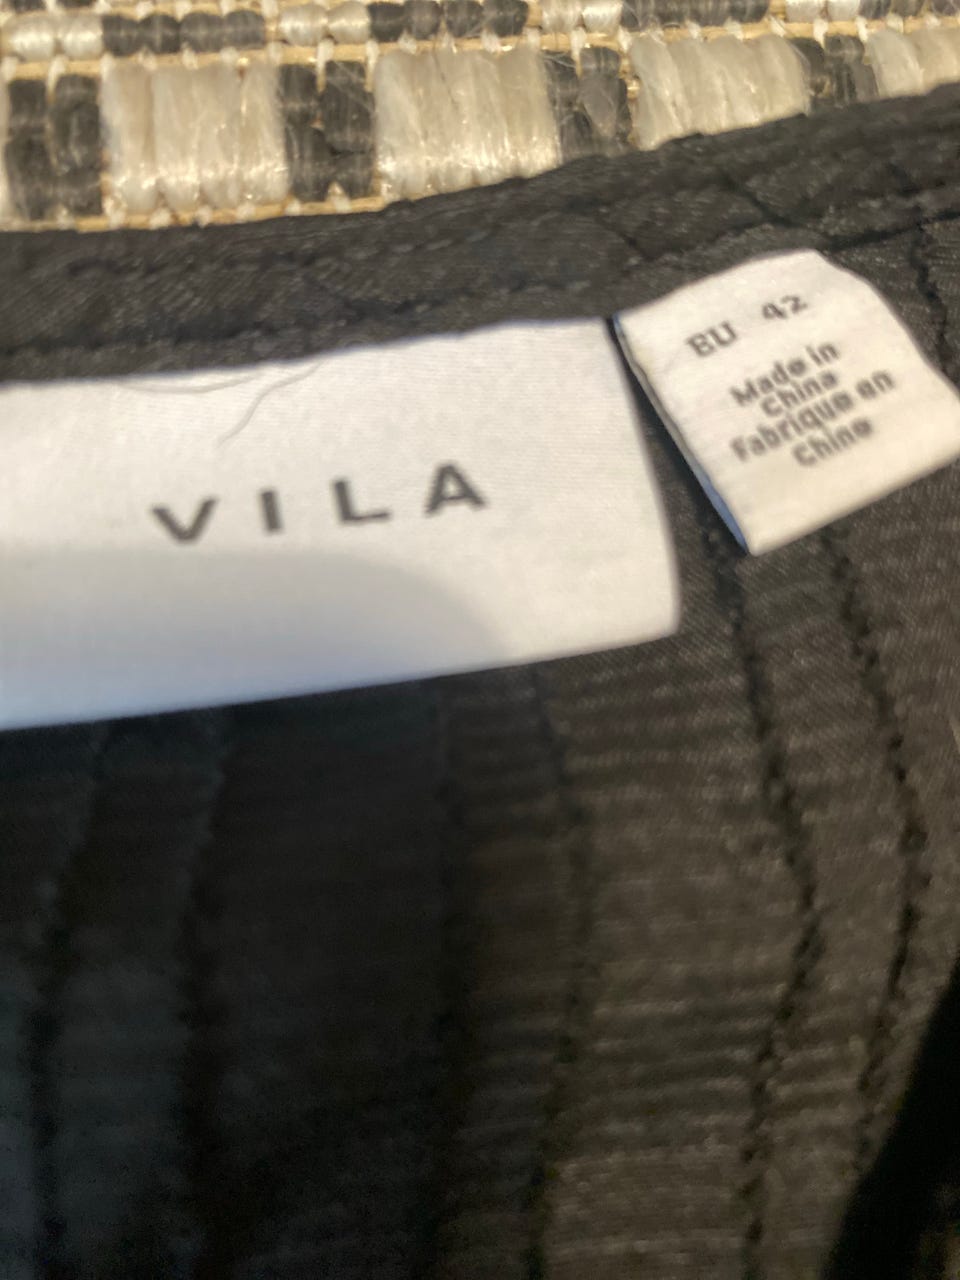 VILA
EU 42
Made in
China
Fabriqué en
Chine